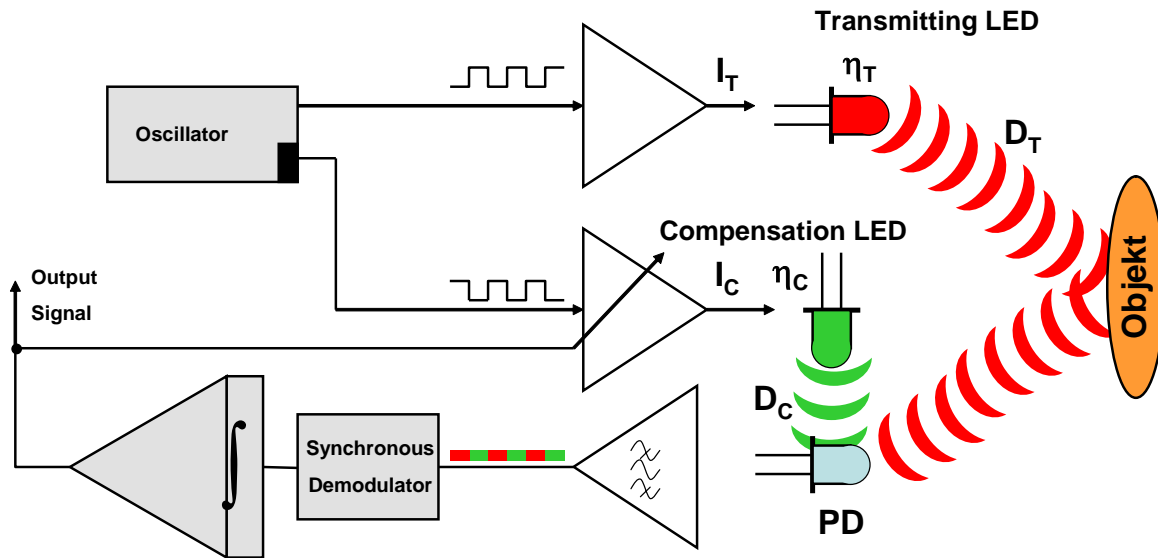 Transmitting LED
ηT
IT
Oscillator
DT
Compensation LED
Objekt
Output
Signal
IC
ηC
DC
∫
Synchronous
Demodulator
PD